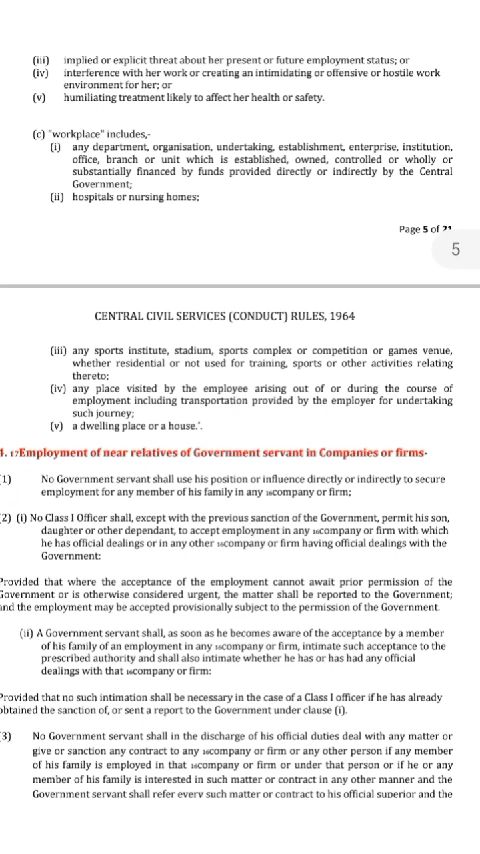 (iii) implied or explicit threat about her present or future employment status; or
(iv) interference with her work or creating an intimidating or offensive or hostile work
environment for her; or
(v) humiliating treatment likely to affect her health or safety.
(c) "workplace" includes,-
(i) any department, organisation, undertaking, establishment, enterprise, institution,
office, branch or unit which is established, owned, controlled or wholly or
substantially financed by funds provided directly or indirectly by the Central
Government;
(ii) hospitals or nursing homes;
Page 5 of 21
5
CENTRAL CIVIL SERVICES (CONDUCT) RULES, 1964
(iii) any sports institute, stadium, sports complex or competition or games venue,
whether residential or not used for training, sports or other activities relating
thereto;
(iv) any place visited by the employee arising out of or during the course of
employment including transportation provided by the employer for undertaking
such journey;
(v) a dwelling place or a house.".
4. 17Employment of near relatives of Government servant in Companies or firms-
(1) No Government servant shall use his position or influence directly or indirectly to secure
employment for any member of his family in any 16company or firm;
(2) (i) No Class I Officer shall, except with the previous sanction of the Government, permit his son,
daughter or other dependant, to accept employment in any 16company or firm with which
he has official dealings or in any other 16company or firm having official dealings with the
Government:
Provided that where the acceptance of the employment cannot await prior permission of the
Government or is otherwise considered urgent, the matter shall be reported to the Government;
and the employment may be accepted provisionally subject to the permission of the Government.
(ii) A Government servant shall, as soon as he becomes aware of the acceptance by a member
of his family of an employment in any 16company or firm, intimate such acceptance to the
prescribed authority and shall also intimate whether he has or has had any official
dealings with that 16company or firm:
Provided that no such intimation shall be necessary in the case of a Class I officer if he has already
obtained the sanction of, or sent a report to the Government under clause (i).
(3) No Government servant shall in the discharge of his official duties deal with any matter or
give or sanction any contract to any 16company or firm or any other person if any member
of his family is employed in that 16company or firm or under that person or if he or any
member of his family is interested in such matter or contract in any other manner and the
Government servant shall refer every such matter or contract to his official superior and the